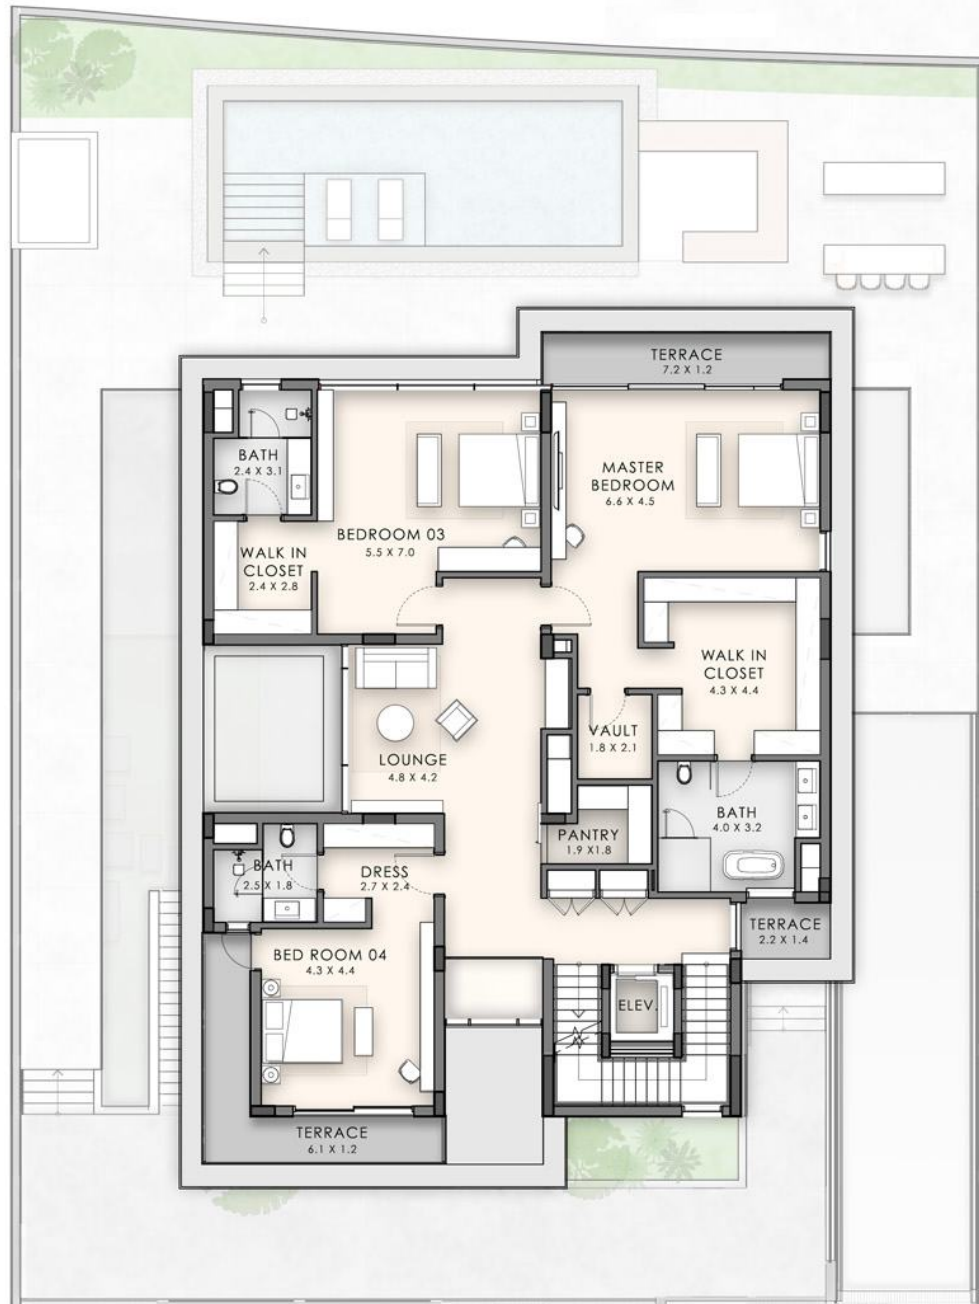 TERRACE
7.2 X 1.2
BATH
2.4 X 3.1
MASTER
BEDROOM
6.6 X 4.5
BEDROOM 03
5.5 X 7.0
WALK IN
CLOSET
2.4 X 2.8
WALK IN
CLOSET
4.3 X 4.4
VAULT
1.8 X 2.1
LOUNGE
4.8 X 4.2
BATH
4.0 X 3.2
PANTRY
1.9 X1.8
BATH
2.5 X 1.8
DRESS
2.7 X 2.4
TERRACE
2.2 X 1.4
BED ROOM 04
4.3 X 4.4
ELEV.
TERRACE
6.1 X 1.2